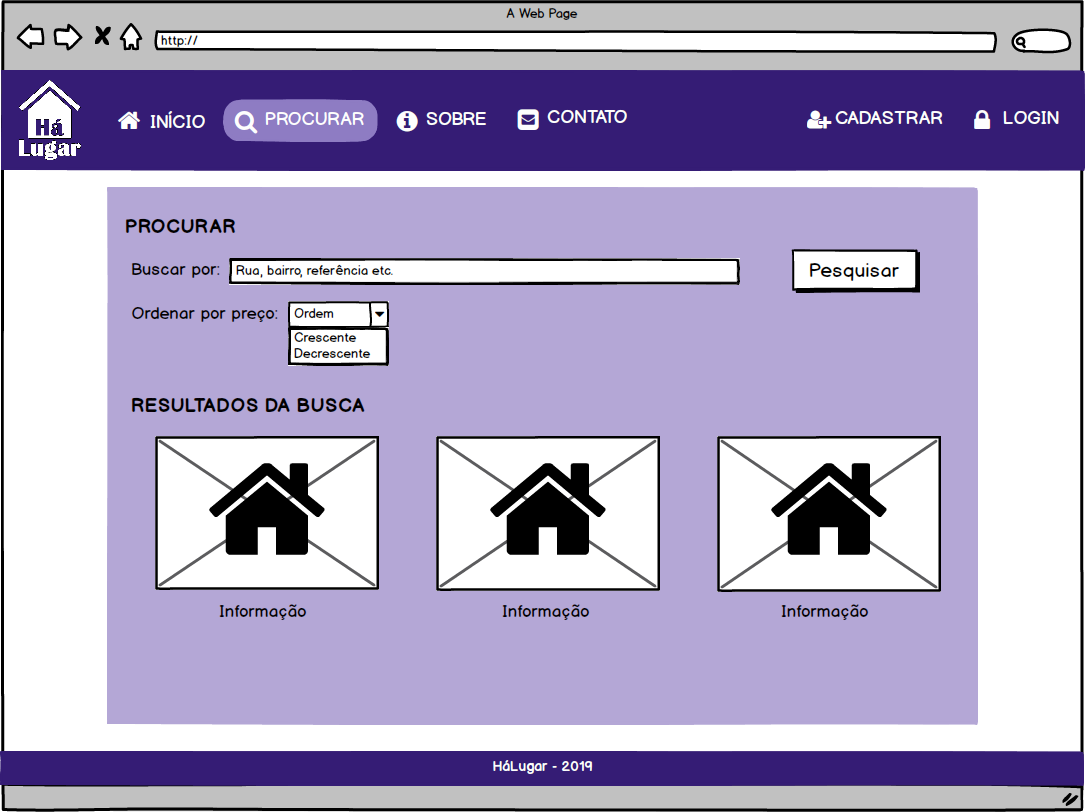 A Web Page
http://
Há
Lugar
INÍCIO
PROCURAR
SOBRE
CONTATO
CADASTRAR
LOGIN
PROCURAR
Buscar por:
Rua, bairro, referência etc.
Pesquisar
Ordenar por preço:
Ordem
Crescente
Decrescente
RESULTADOS DA BUSCA
Informação
Informação
Informação
HáLugar - 2019